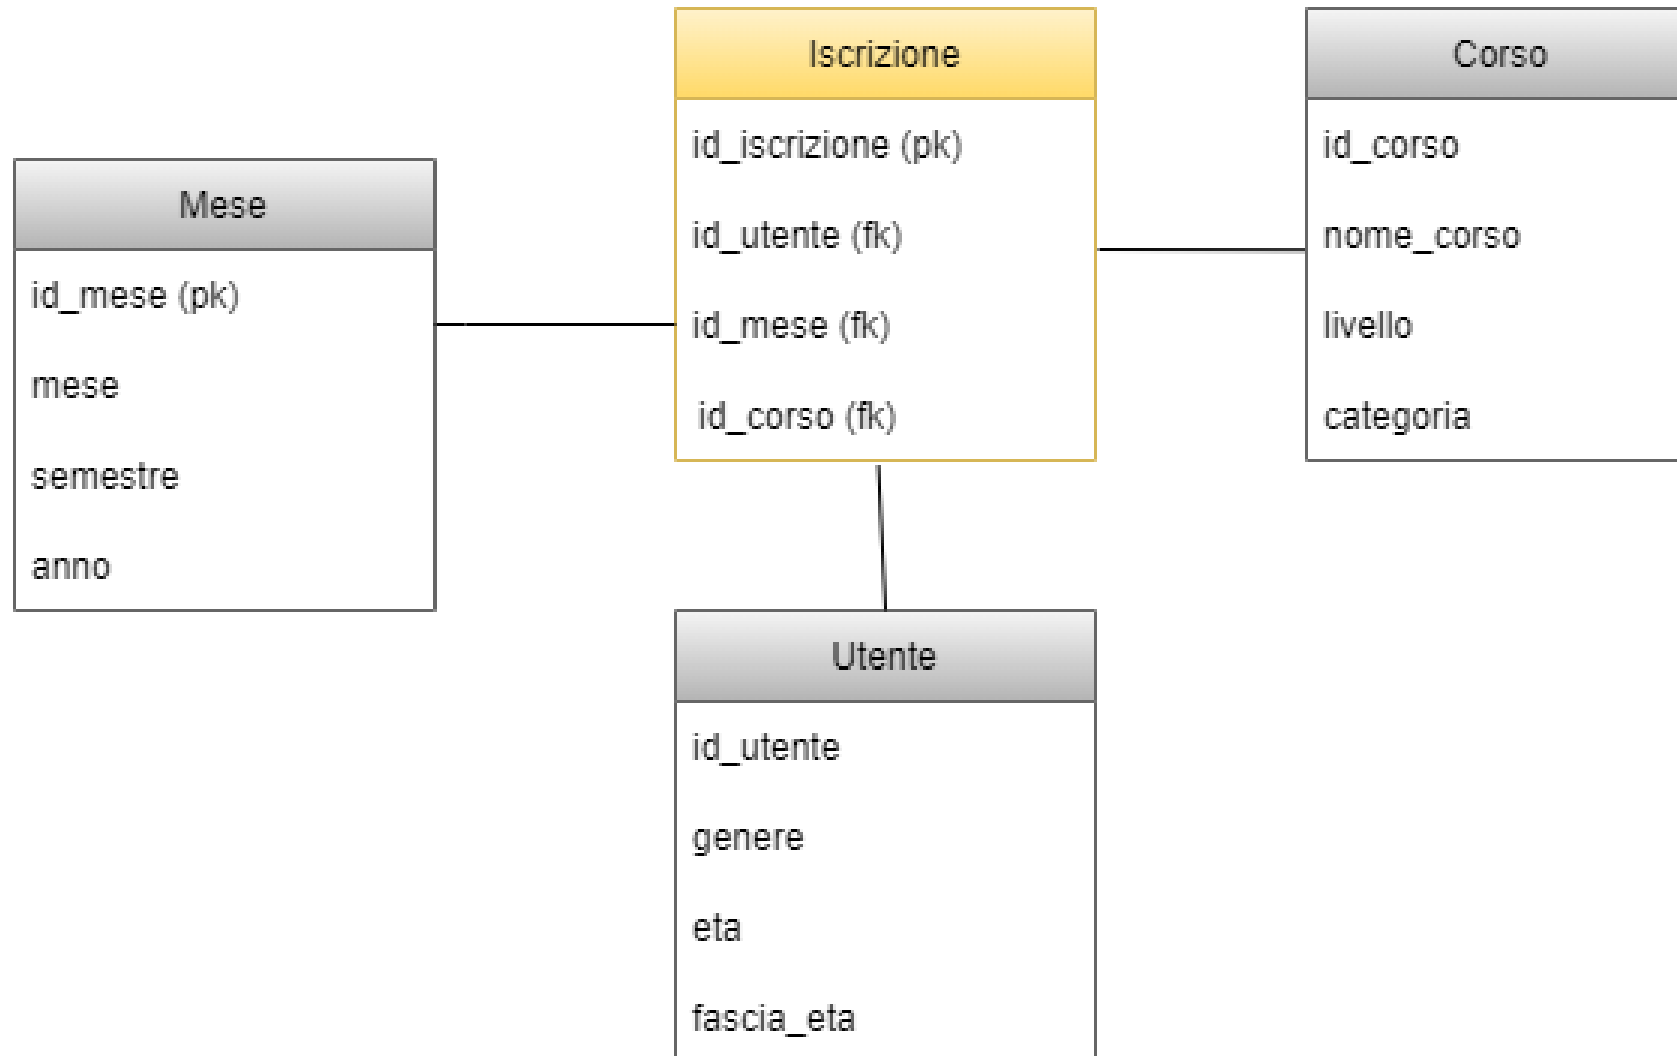 Iscrizione
id_iscrizione (pk)
id_utente (fk)
id_mese (fk)
id_corso (fk)
Corso
id_corso
nome_corso
livello
categoria
Mese
id_mese (pk)
mese
semestre
anno
Utente
id_utente
genere
eta
fascia_eta